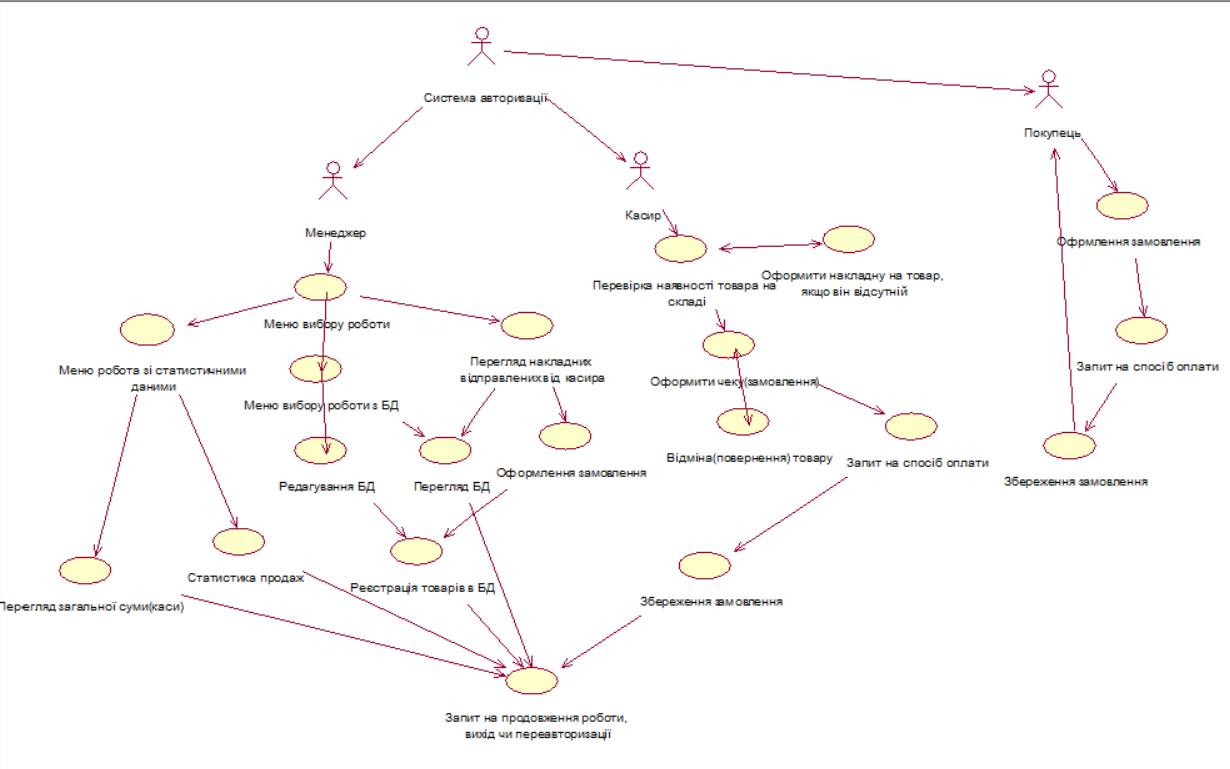 Система авторизації
Покупець
Касир
Менеджер
Офрмлення замовлення
Оформити накладну на товар,
якщо він відсутній
Перевірка наявності товара на
складі
Меню вибору роботи
Перегляд накладних
відправлених від касира
Меню робота зі статистичними
даними
Запит на спосіб оплати
Оформити чеку(замовлення)
Меню вибору роботи з БД
Відміна(повернення) товару
Запит на спосіб оплати
Оформлення замовлення
Збереження замовлення
Редагування БД
Перегляд БД
Статистика продаж
Реєстрація товарів в БД
Збереження замовлення
Перегляд загальної суми(каси)
Запит на продовження роботи,
вихід чи переавторизації